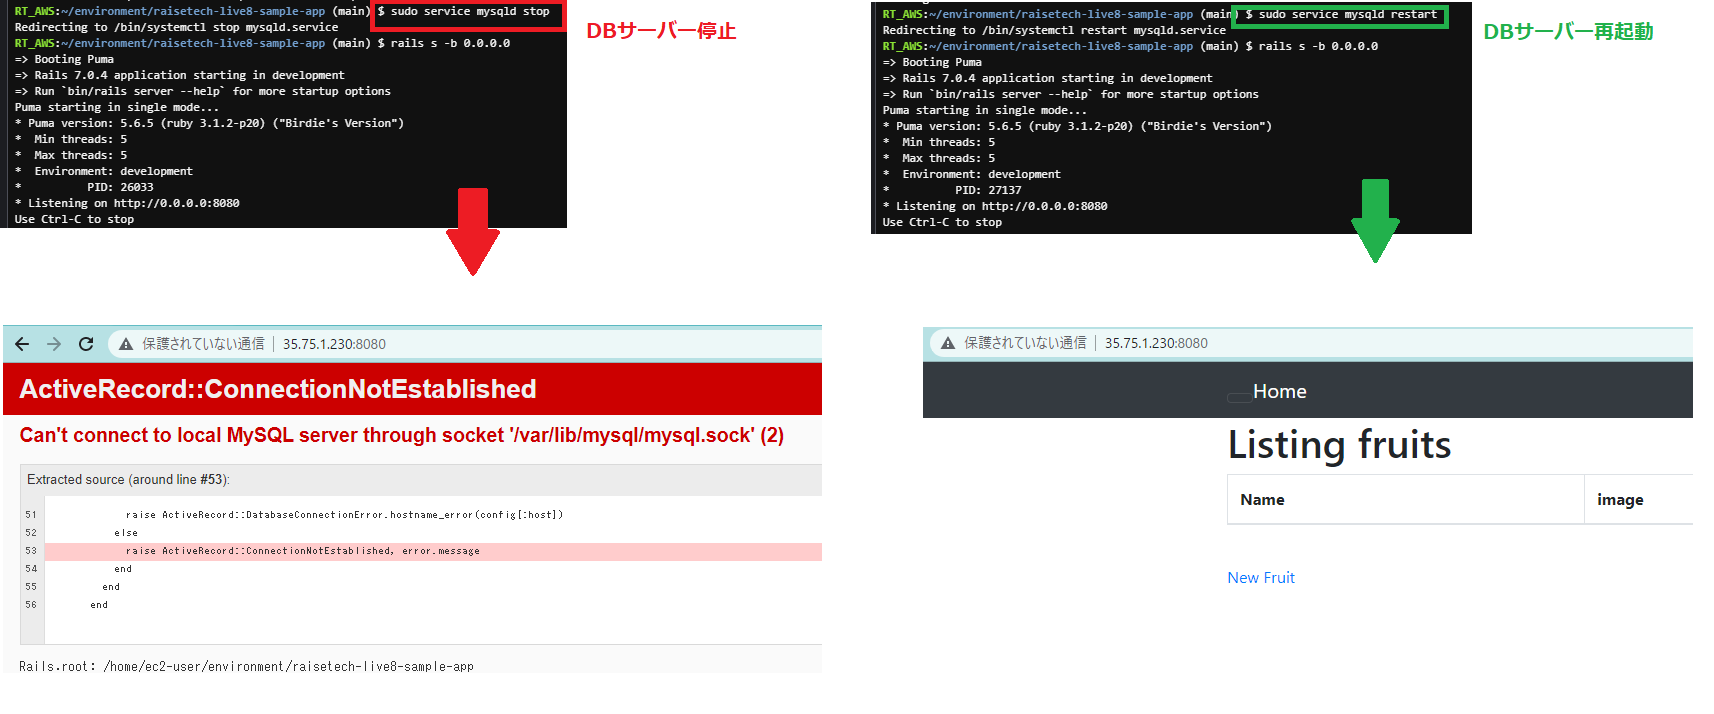 RT_AWS:~/environment/raisetech-live8-sample-app (main) $ sudo service mysqld stop
Redirecting to /bin/systemctl stop mysqld.service
RT_AWS:~/environment/raisetech-live8-sample-app (main) $ rails s -b 0.0.0.0
=> Booting Puma
=> Rails 7.0.4 application starting in development
=> Run `bin/rails server --help` for more startup options
Puma starting in single mode...
* Puma version: 5.6.5 (ruby 3.1.2-p20) ("Birdie's Version")
*  Min threads: 5
*  Max threads: 5
*  Environment: development
*          PID: 26033
* Listening on http://0.0.0.0:8080
Use Ctrl-C to stop
DBサーバー停止
RT_AWS:~/environment/raisetech-live8-sample-app (main) $ sudo service mysqld restart
Redirecting to /bin/systemctl restart mysqld.service
RT_AWS:~/environment/raisetech-live8-sample-app (main) $ rails s -b 0.0.0.0
=> Booting Puma
=> Rails 7.0.4 application starting in development
=> Run `bin/rails server --help` for more startup options
Puma starting in single mode...
* Puma version: 5.6.5 (ruby 3.1.2-p20) ("Birdie's Version")
*  Min threads: 5
*  Max threads: 5
*  Environment: development
*          PID: 27137
* Listening on http://0.0.0.0:8080
Use Ctrl-C to stop
DBサーバー再起動
保護されていない通信 | 35.75.1.230:8080
ActiveRecord::ConnectionNotEstablished
Can't connect to local MySQL server through socket '/var/lib/mysql/mysql.sock' (2)
Extracted source (around line #53):
51 raise ActiveRecord::DatabaseConnectionError.hostname_error(config[:host])
52 else
53 raise ActiveRecord::ConnectionNotEstablished, error.message
54 end
55 end
56 end
Rails.root: /home/ec2-user/environment/raisetech-live8-sample-app
保護されていない通信 | 35.75.1.230:8080
Home
Listing fruits
Name image
New Fruit